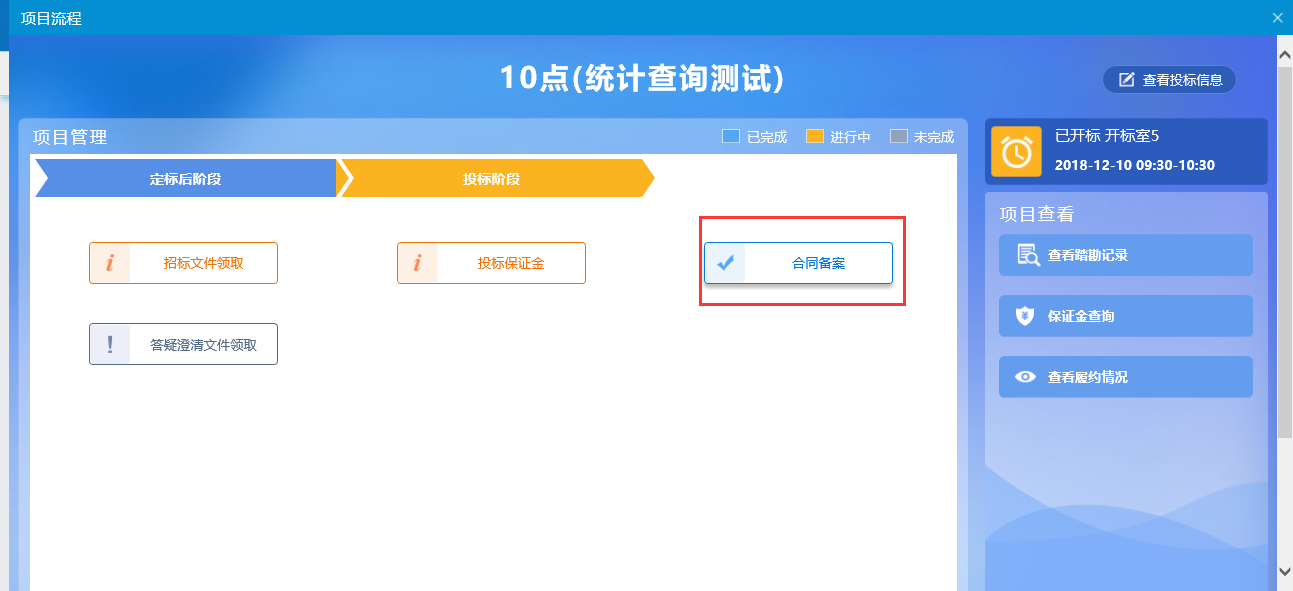 项目流程
10点(统计查询测试)
查看投标信息
项目管理
已完成
进行中
未完成
定标后阶段
投标阶段
招标文件领取
投标保证金
合同备案
答疑澄清文件领取
已开标 开标室5
2018-12-10 09:30-10:30
项目查看
查看踏勘记录
保证金查询
查看履约情况